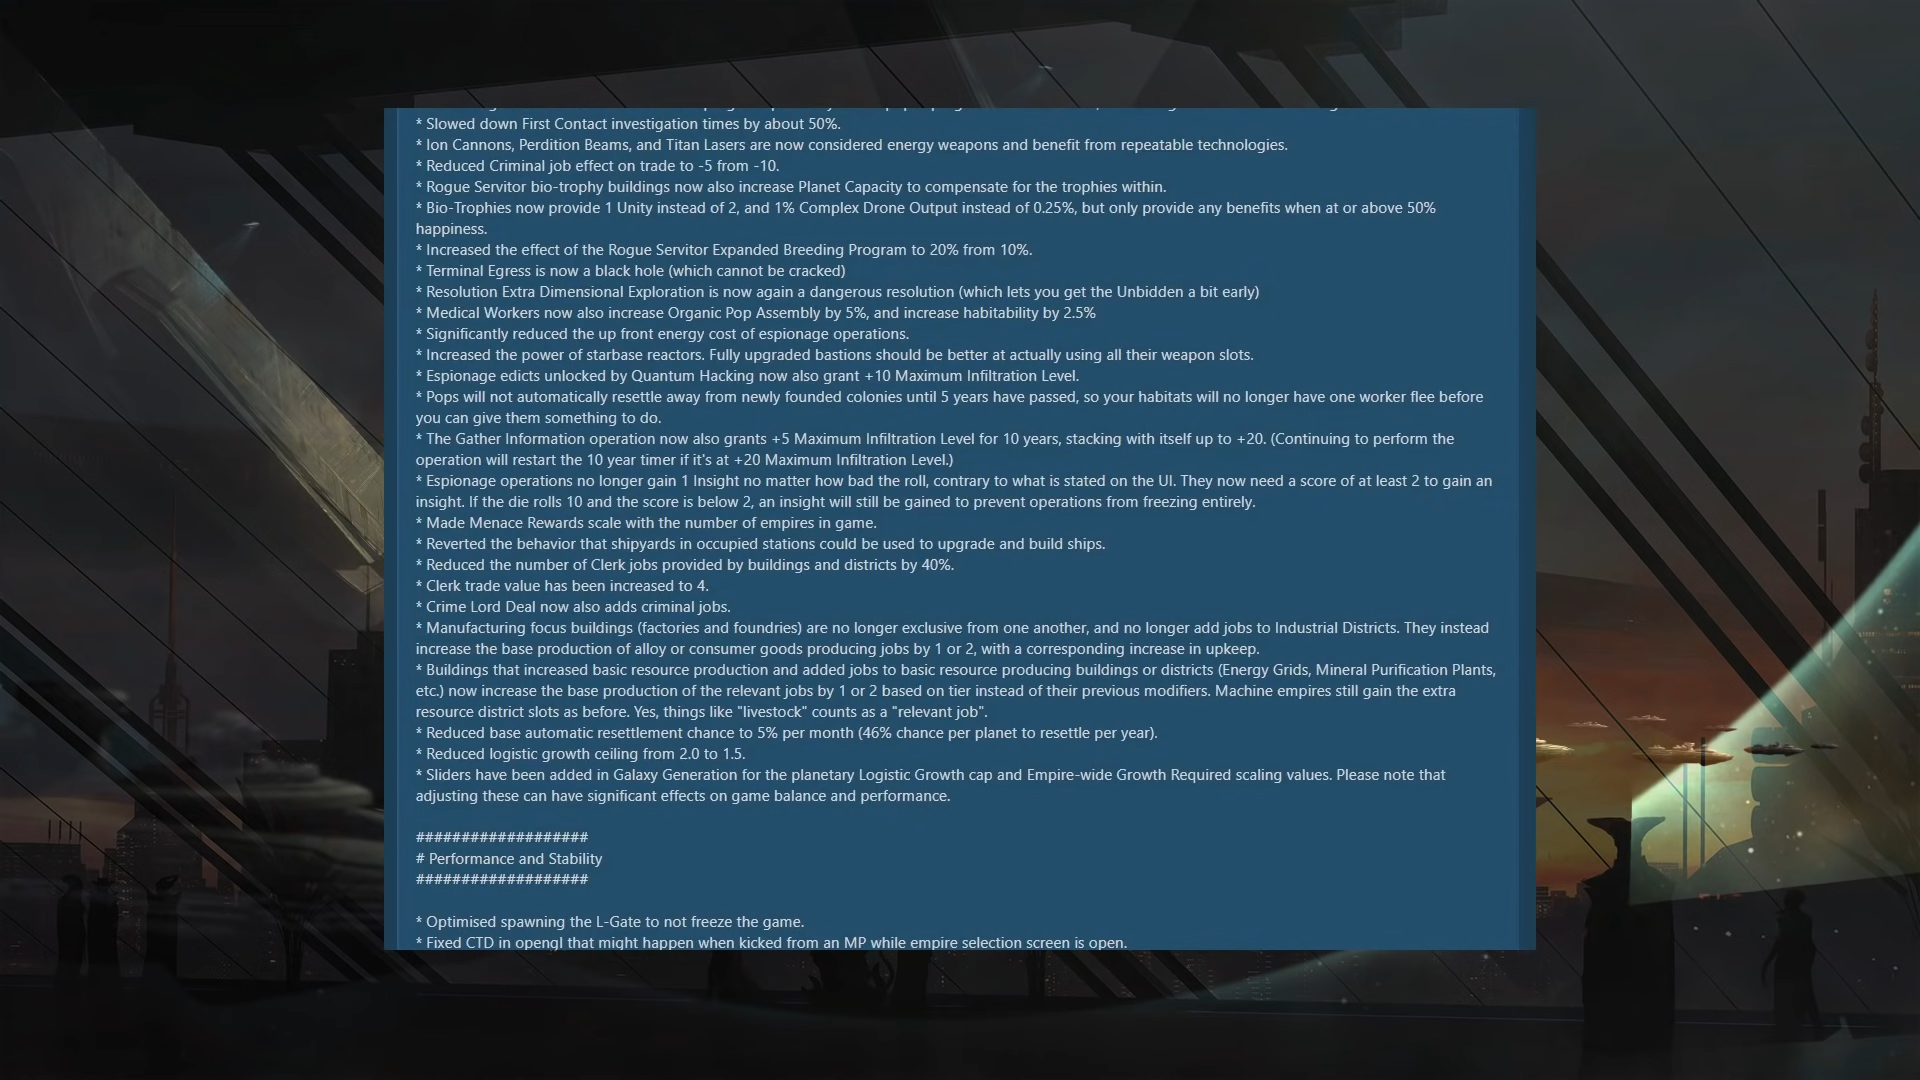 * Slowed down First Contact investigation times by about 50%.
* Ion Cannons, Perdition Beams, and Titan Lasers are now considered energy weapons and benefit from repeatable technologies.
* Reduced Criminal job effect on trade to -5 from -10.
* Rogue Servitor bio-trophy buildings now also increase Planet Capacity to compensate for the trophies within.
* Bio-Trophies now provide 1 Unity instead of 2, and 1% Complex Drone Output instead of 0.25%, but only provide any benefits when at or above 50%
happiness.
* Increased the effect of the Rogue Servitor Expanded Breeding Program to 20% from 10%.
* Terminal Egress is now a black hole (which cannot be cracked)
* Resolution Extra Dimensional Exploration is now again a dangerous resolution (which lets you get the Unbidden a bit early)
* Medical Workers now also increase Organic Pop Assembly by 5%, and increase habitability by 2.5%
* Significantly reduced the up front energy cost of espionage operations.
* Increased the power of starbase reactors. Fully upgraded bastions should be better at actually using all their weapon slots.
* Espionage edicts unlocked by Quantum Hacking now also grant +10 Maximum Infiltration Level.
* Pops will not automatically resettle away from newly founded colonies until 5 years have passed, so your habitats will no longer have one worker flee before
you can give them something to do.
* The Gather Information operation now also grants +5 Maximum Infiltration Level for 10 years, stacking with itself up to +20. (Continuing to perform the
operation will restart the 10 year timer if it's at +20 Maximum Infiltration Level.)
* Espionage operations no longer gain 1 Insight no matter how bad the roll, contrary to what is stated on the UI. They now need a score of at least 2 to gain an
insight. If the die rolls 10 and the score is below 2, an insight will still be gained to prevent operations from freezing entirely.
* Made Menace Rewards scale with the number of empires in game.
* Reverted the behavior that shipyards in occupied stations could be used to upgrade and build ships.
* Reduced the number of Clerk jobs provided by buildings and districts by 40%.
* Clerk trade value has been increased to 4.
* Crime Lord Deal now also adds criminal jobs.
* Manufacturing focus buildings (factories and foundries) are no longer exclusive from one another, and no longer add jobs to Industrial Districts. They instead
increase the base production of alloy or consumer goods producing jobs by 1 or 2, with a corresponding increase in upkeep.
* Buildings that increased basic resource production and added jobs to basic resource producing buildings or districts (Energy Grids, Mineral Purification Plants,
etc.) now increase the base production of the relevant jobs by 1 or 2 based on tier instead of their previous modifiers. Machine empires still gain the extra
resource district slots as before. Yes, things like "livestock" counts as a "relevant job".
* Reduced base automatic resettlement chance to 5% per month (46% chance per planet to resettle per year).
* Reduced logistic growth ceiling from 2.0 to 1.5.
* Sliders have been added in Galaxy Generation for the planetary Logistic Growth cap and Empire-wide Growth Required scaling values. Please note that
adjusting these can have significant effects on game balance and performance.
###################
# Performance and Stability
###################
* Optimised spawning the L-Gate to not freeze the game.
* Fixed CTD in opengl that might happen when kicked from an MP while empire selection screen is open.